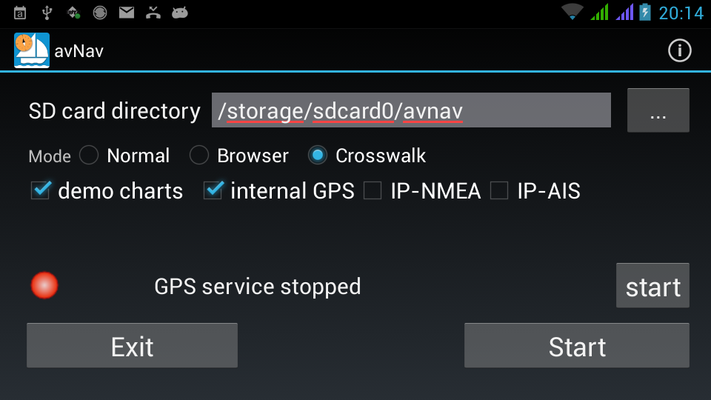 20:14
avNav
SD card directory /storage/sdcard0/avnav ...
Mode Normal Browser Crosswalk
demo charts internal GPS IP-NMEA IP-AIS
GPS service stopped start
Exit Start